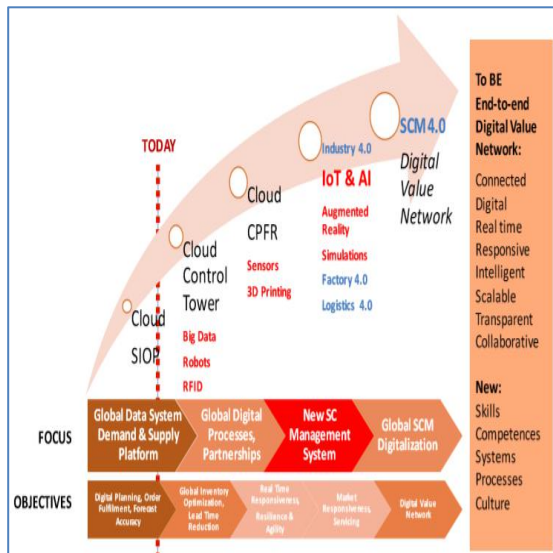 TODAY
Cloud
SIOP
Cloud
Control
Tower
Big Data
Robots
RFID
Cloud
CPFR
Sensors
3D Printing
Industry 4.0
IoT & AI
Augmented
Reality
Simulations
Factory 4.0
Logistics 4.0
SCM 4.0
Digital
Value
Network
To BE
End-to-end
Digital Value
Network:
Connected
Digital
Real time
Responsive
Intelligent
Scalable
Transparent
Collaborative
New:
Skills
Competences
Systems
Processes
Culture
FOCUS
Global Data System
Demand & Supply
Platform
Global Digital
Processes,
Partnerships
New SC
Management
System
Global SCM
Digitalization
OBJECTIVES
Digital Planning, Order
Fulfilment, Forecast
Accuracy
Global Inventory
Optimization,
Lead Time
Reduction
Real Time
Responsiveness,
Resilience &
Agility
Market
Responsiveness,
Servicing
Digital Value
Network